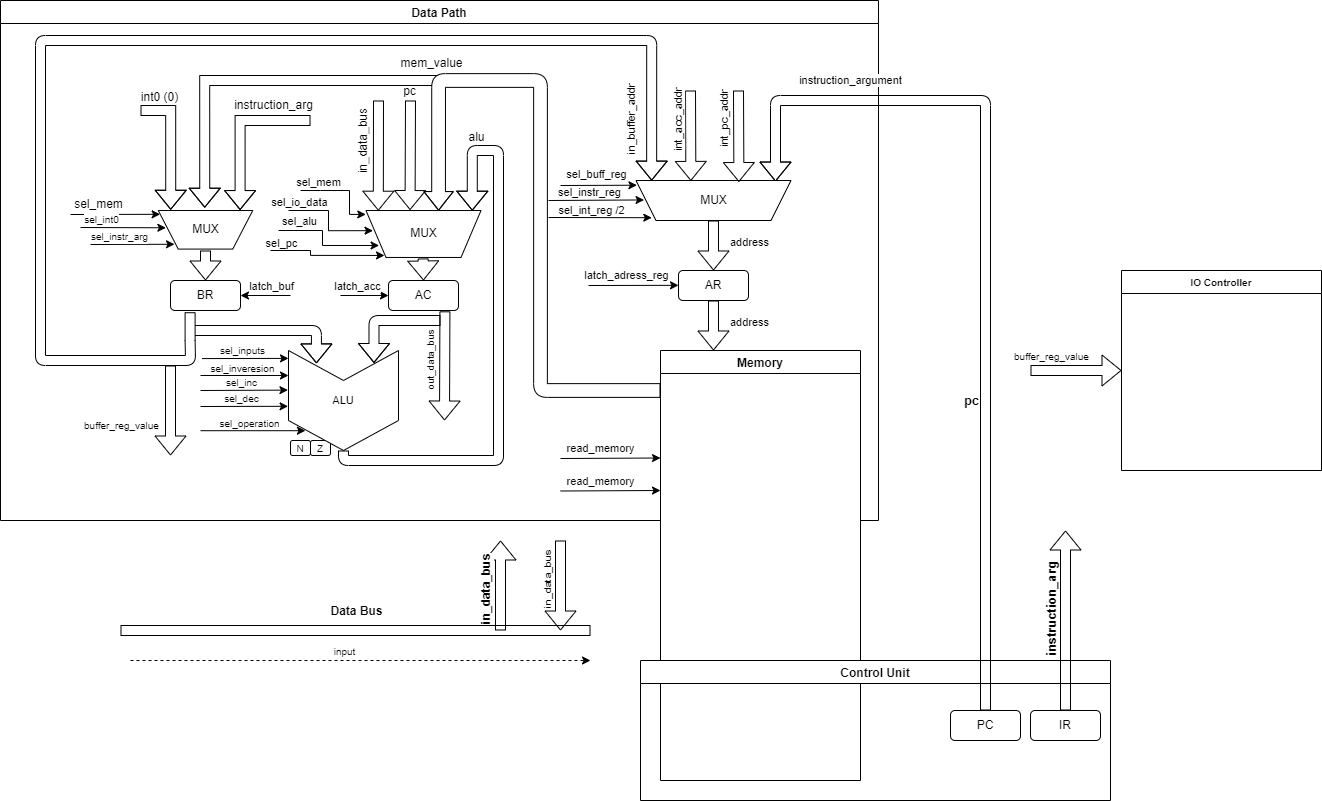 Data Path
mem_value
instruction_argument
int0 (0)
instruction_arg
pc
in_data_bus
alu
in_buffer_addr
int_acc_addr
int_pc_addr
sel_mem
sel_int0
sel_instr_arg
MUX
sel_mem
sel_io_data
sel_alu
sel_pc
MUX
sel_buff_reg
sel_instr_reg
sel_int_reg /2
MUX
address
BR
latch_buf
latch_acc
AC
latch_adress_reg
AR
address
IO Controller
sel_inputs
sel_inveresion
sel_inc
sel_dec
sel_operation
ALU
out_data_bus
N
Z
Memory
buffer_reg_value
buffer_reg_value
pc
read_memory
read_memory
in_data_bus
in_data_bus
Data Bus
input
instruction_arg
Control Unit
PC
IR